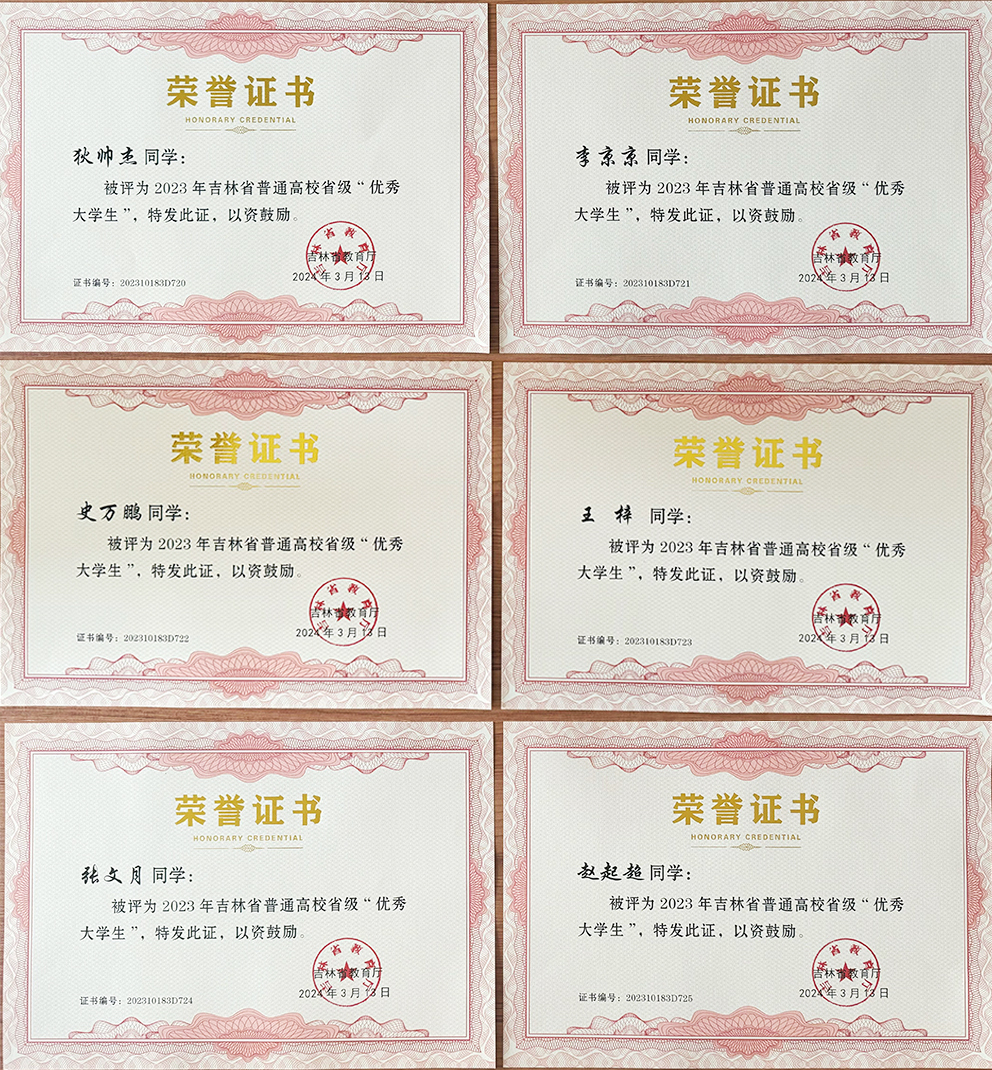 荣誉证书
HONORARY CREDENTIAL
狄帅杰同学：
被评为 2023 年吉林省普通高校省级“优秀
大学生”，特发此证，以资鼓励。
吉林省教育厅
2024 年 3 月 13 日
证书编号：202310183D720
荣誉证书
HONORARY CREDENTIAL
李京京同学：
被评为 2023 年吉林省普通高校省级“优秀
大学生”，特发此证，以资鼓励。
吉林省教育厅
2024 年 3 月 13 日
证书编号：202310183D721
荣誉证书
HONORARY CREDENTIAL
史万鹏同学：
被评为 2023 年吉林省普通高校省级“优秀
大学生”，特发此证，以资鼓励。
吉林省教育厅
2024 年 3 月 13 日
证书编号：202310183D722
荣誉证书
HONORARY CREDENTIAL
王 梓 同学：
被评为 2023 年吉林省普通高校省级“优秀
大学生”，特发此证，以资鼓励。
吉林省教育厅
2024 年 3 月 13 日
证书编号：202310183D723
荣誉证书
HONORARY CREDENTIAL
张文月同学：
被评为 2023 年吉林省普通高校省级“优秀
大学生”，特发此证，以资鼓励。
吉林省教育厅
2024 年 3 月 13 日
证书编号：202310183D724
荣誉证书
HONORARY CREDENTIAL
赵起超同学：
被评为 2023 年吉林省普通高校省级“优秀
大学生”，特发此证，以资鼓励。
吉林省教育厅
2024 年 3 月 13 日
证书编号：202310183D725